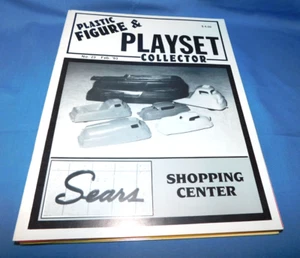 PLASTIC
FIGURE &
PLAYSET
COLLECTOR
Sears
SHOPPING
CENTER